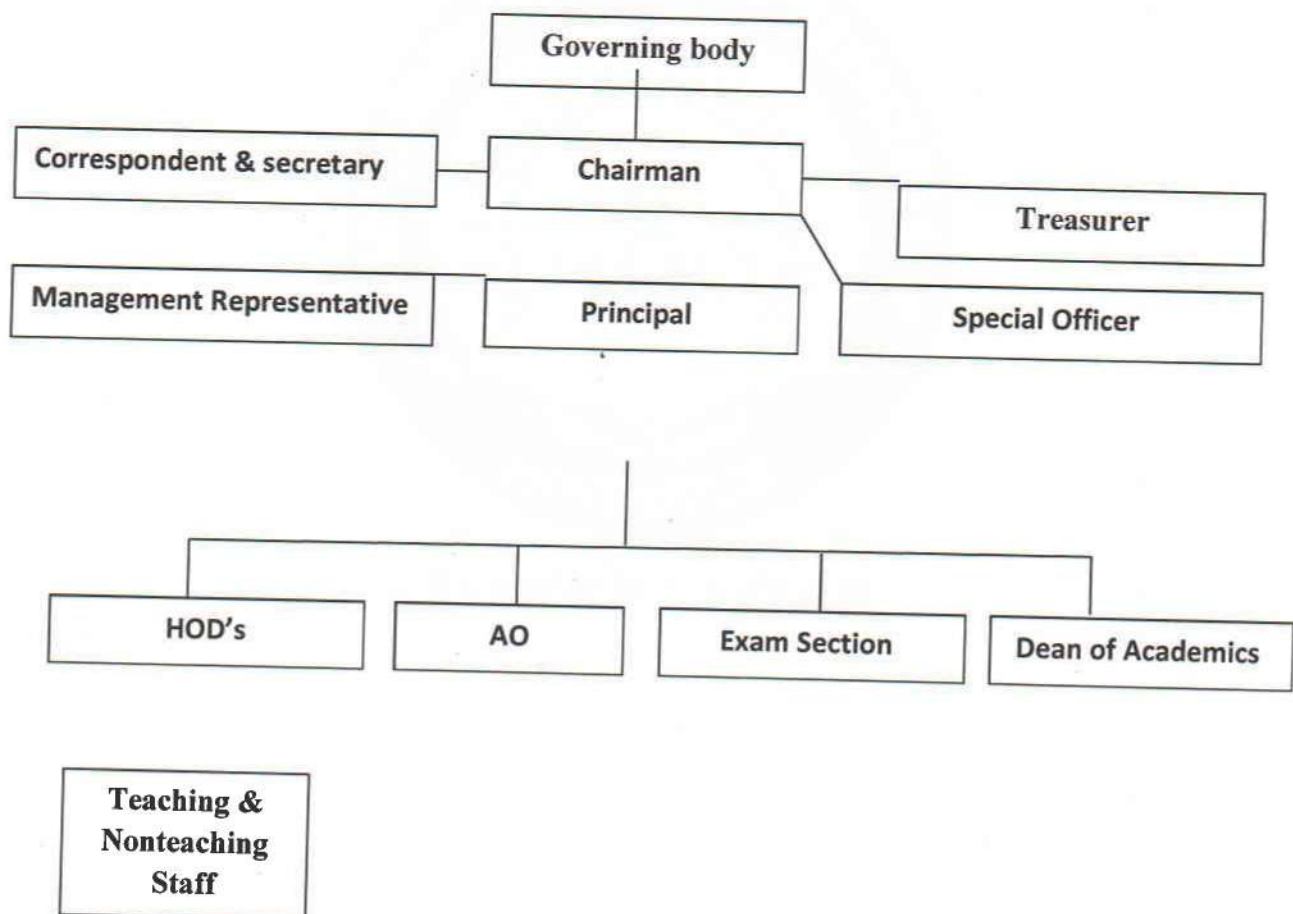 Governing body
Correspondent & secretary
Chairman
Treasurer
Management Representative
Principal
Special Officer
HOD's
AO
Exam Section
Dean of Academics
Teaching &
Nonteaching
Staff